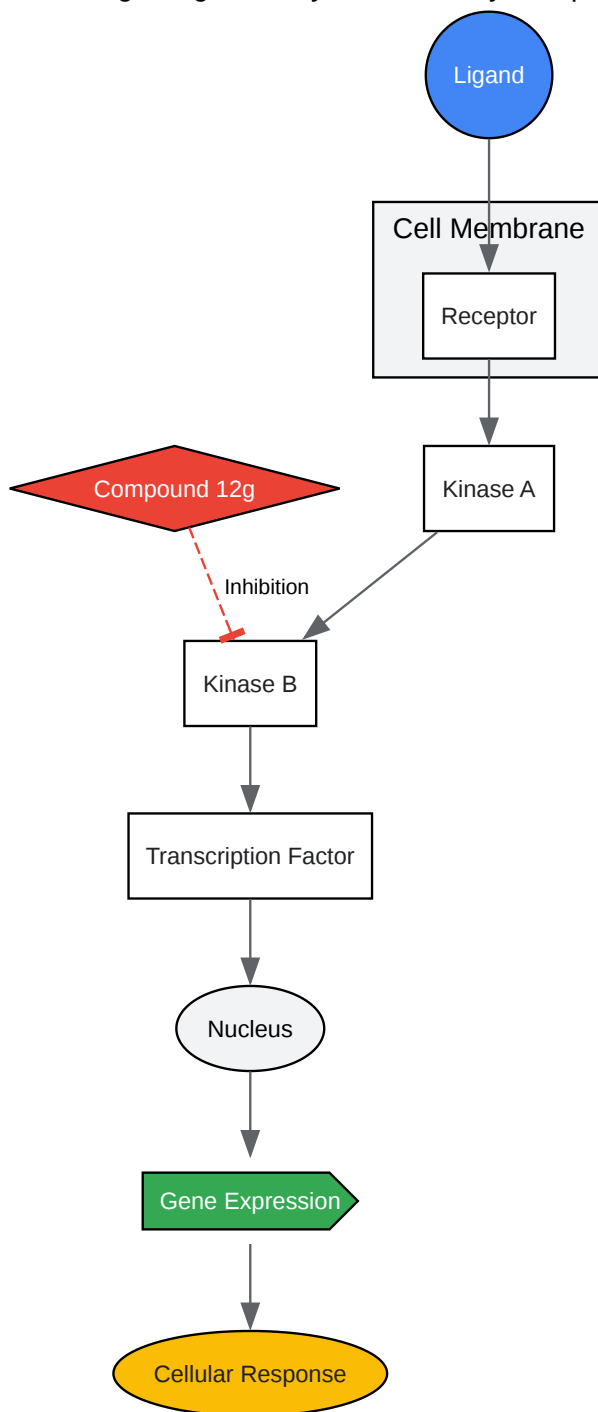 Ligand
Cell Membrane
Receptor
Compound 12g
Kinase A
Inhibition
Kinase B
Transcription Factor
Nucleus
Gene Expression
Cellular Response